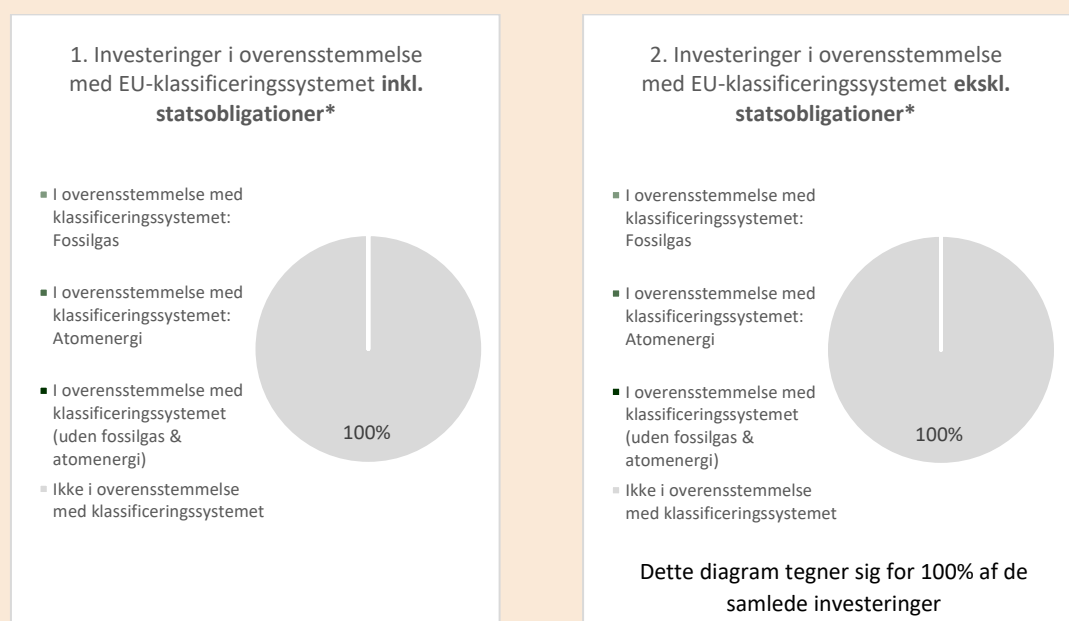 1. Investeringer i overensstemmelse
med EU-klassificeringssystemet inkl.
statsobligationer*
I overensstemmelse med
klassificeringssystemet:
Fossilgas
I overensstemmelse med
klassificeringssystemet:
Atomenergi
I overensstemmelse med
klassificeringssystemet
(uden fossilgas &
atomenergi)
Ikke i overensstemmelse
med klassificeringssystemet
100%
2. Investeringer i overensstemmelse
med EU-klassificeringssystemet ekskl.
statsobligationer*
I overensstemmelse med
klassificeringssystemet:
Fossilgas
I overensstemmelse med
klassificeringssystemet:
Atomenergi
I overensstemmelse med
klassificeringssystemet
(uden fossilgas &
atomenergi)
Ikke i overensstemmelse
med klassificeringssystemet
100%
Dette diagram tegner sig for 100% af de
samlede investeringer